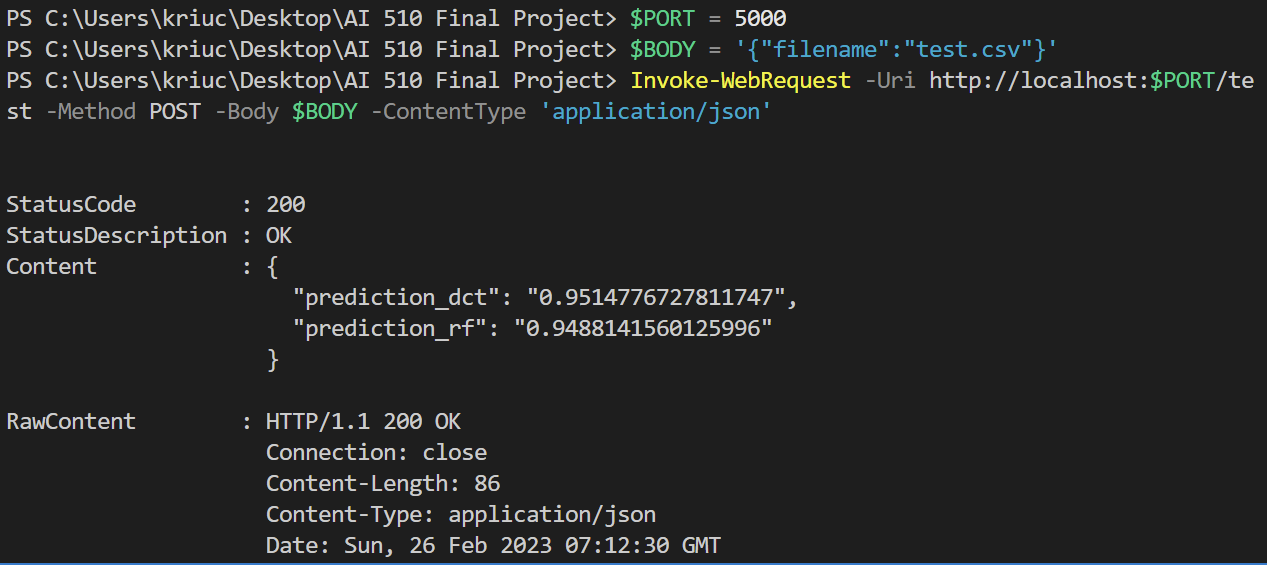 PS C:\Users\kriuc\Desktop\AI 510 Final Project> $PORT = 5000
PS C:\Users\kriuc\Desktop\AI 510 Final Project> $BODY = '{"filename":"test.csv"}'
PS C:\Users\kriuc\Desktop\AI 510 Final Project> Invoke-WebRequest -Uri http://localhost:$PORT/te
st -Method POST -Body $BODY -ContentType 'application/json'
StatusCode        : 200
StatusDescription : OK
Content           : {
                      "prediction_dct": "0.9514776727811747",
                      "prediction_rf": "0.9488141560125996"
                    }
RawContent        : HTTP/1.1 200 OK
                    Connection: close
                    Content-Length: 86
                    Content-Type: application/json
                    Date: Sun, 26 Feb 2023 07:12:30 GMT